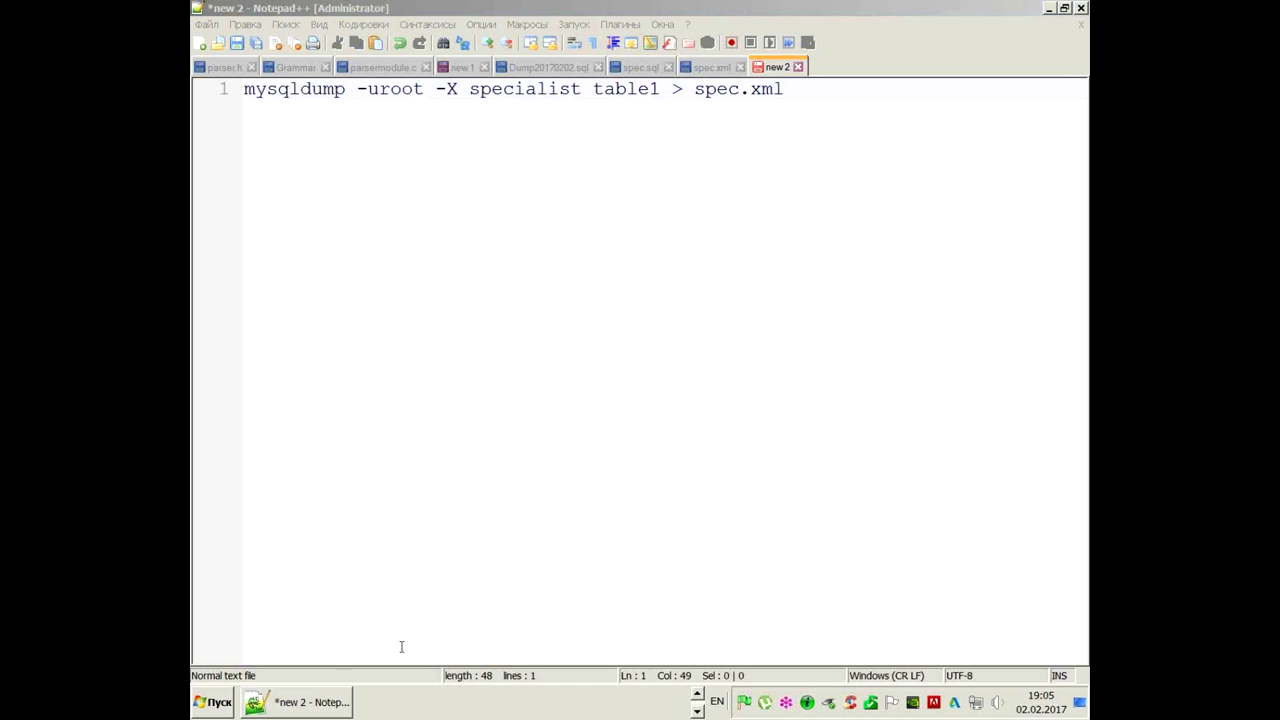 *new 2 - Notepad++ [Administrator]
Файл Правка Поиск Вид Кодировки Синтаксисы Опции Макросы Запуск Плагины Окна ? X
parser.h Grammar parsermodule.c new 1 Dump20170202.sql spec.sql spec.xml new 2
1 mysqldump -uroot -X specialist table1 > spec.xml
Normal text file length : 48 lines : 1 Ln : 1 Col : 49 Sel : 0 | 0 Windows (CR LF) UTF-8 INS
Пуск *new 2 - Notep... EN 19:05
02.02.2017